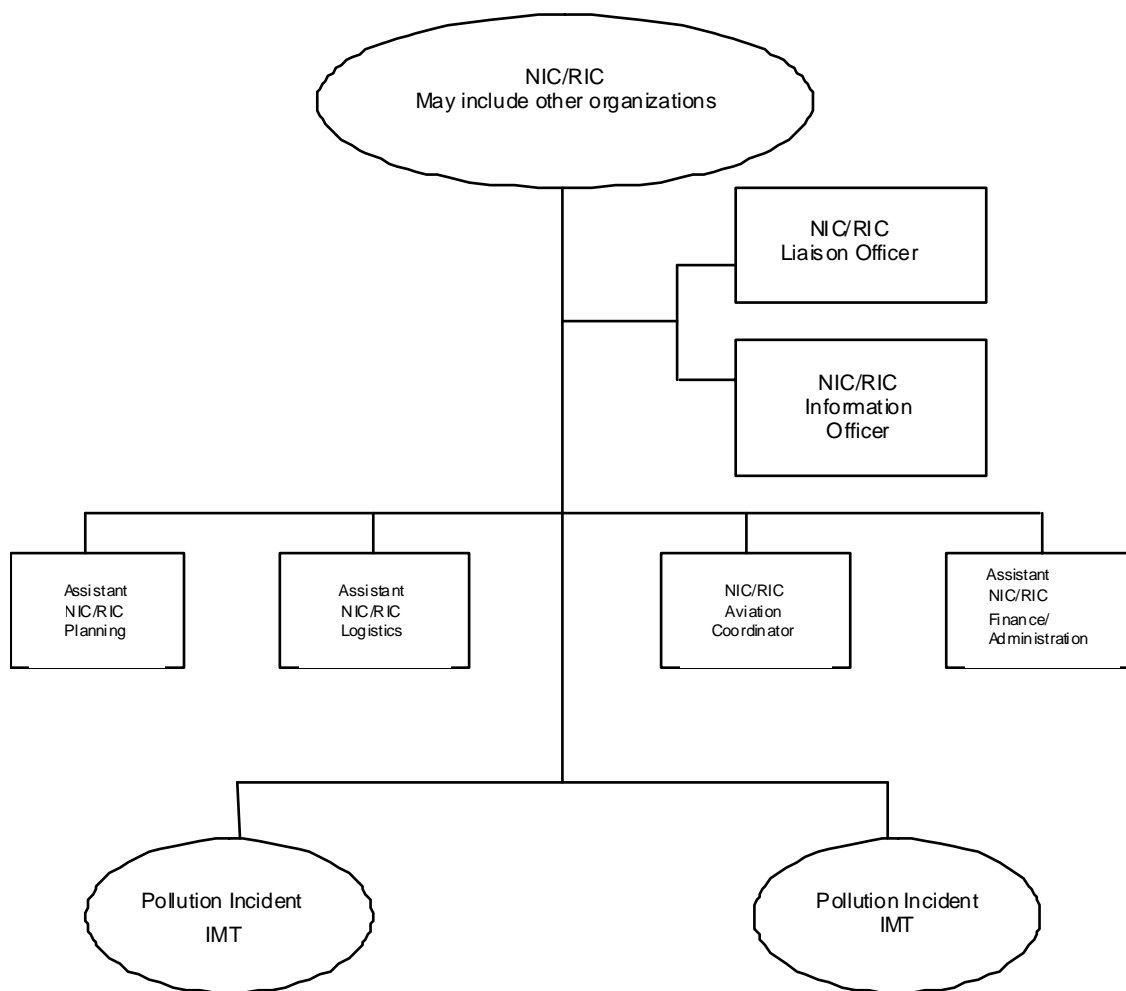 NIC/RIC
May include other organizations
NIC/RIC
Liaison Officer
NIC/RIC
Information
Officer
Assistant
NIC/RIC
Planning
Assistant
NIC/RIC
Logistics
NIC/RIC
Aviation
Coordinator
Assistant
NIC/RIC
Finance/
Administration
Pollution Incident
IMT
Pollution Incident
IMT